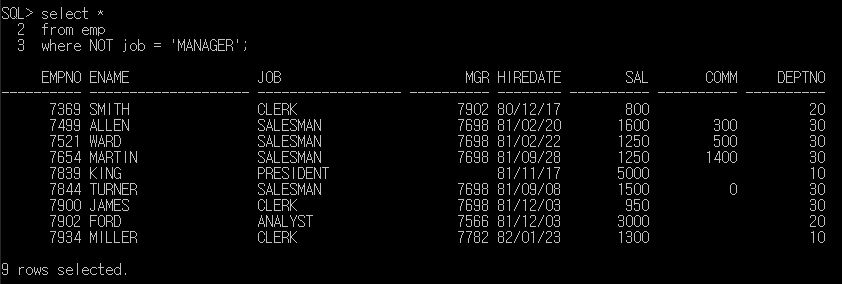 SQL> select *
  2  from emp
  3  where NOT job = 'MANAGER';
     EMPNO ENAME                JOB                       MGR HIREDATE        SAL       COMM     DEPTNO
---------- -------------------- ------------------ ---------- -------- ---------- ---------- ----------
      7369 SMITH                CLERK                    7902 80/12/17        800                    20
      7499 ALLEN                SALESMAN                 7698 81/02/20       1600        300         30
      7521 WARD                 SALESMAN                 7698 81/02/22       1250        500         30
      7654 MARTIN               SALESMAN                 7698 81/09/28       1250       1400         30
      7839 KING                 PRESIDENT                     81/11/17       5000                    10
      7844 TURNER               SALESMAN                 7698 81/09/08       1500          0         30
      7900 JAMES                CLERK                    7698 81/12/03        950                    30
      7902 FORD                 ANALYST                  7566 81/12/03       3000                    20
      7934 MILLER               CLERK                    7782 82/01/23       1300                    10
9 rows selected.